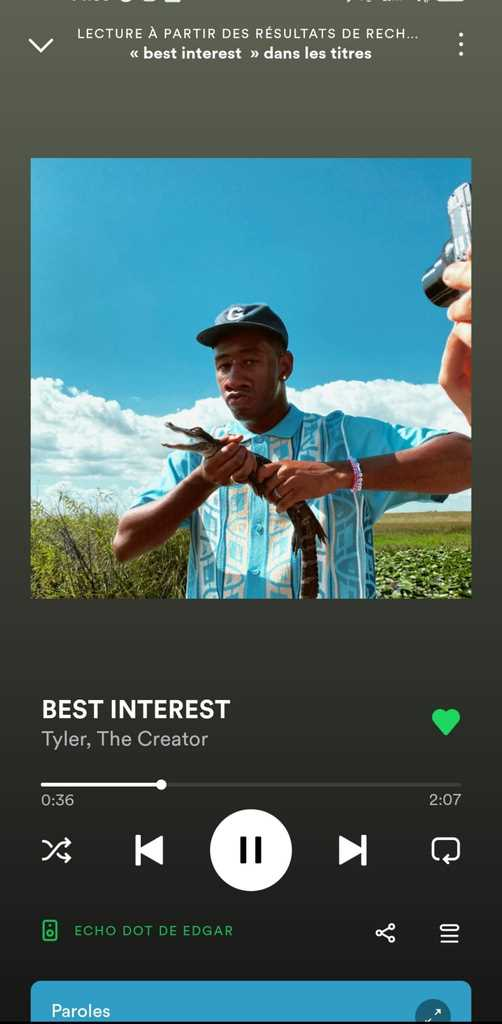 LECTURE À PARTIR DES RÉSULTATS DE RECH...
« best interest » dans les titres
G
BEST INTEREST
Tyler, The Creator
0:36
2:07
ECHO DOT DE EDGAR
Paroles